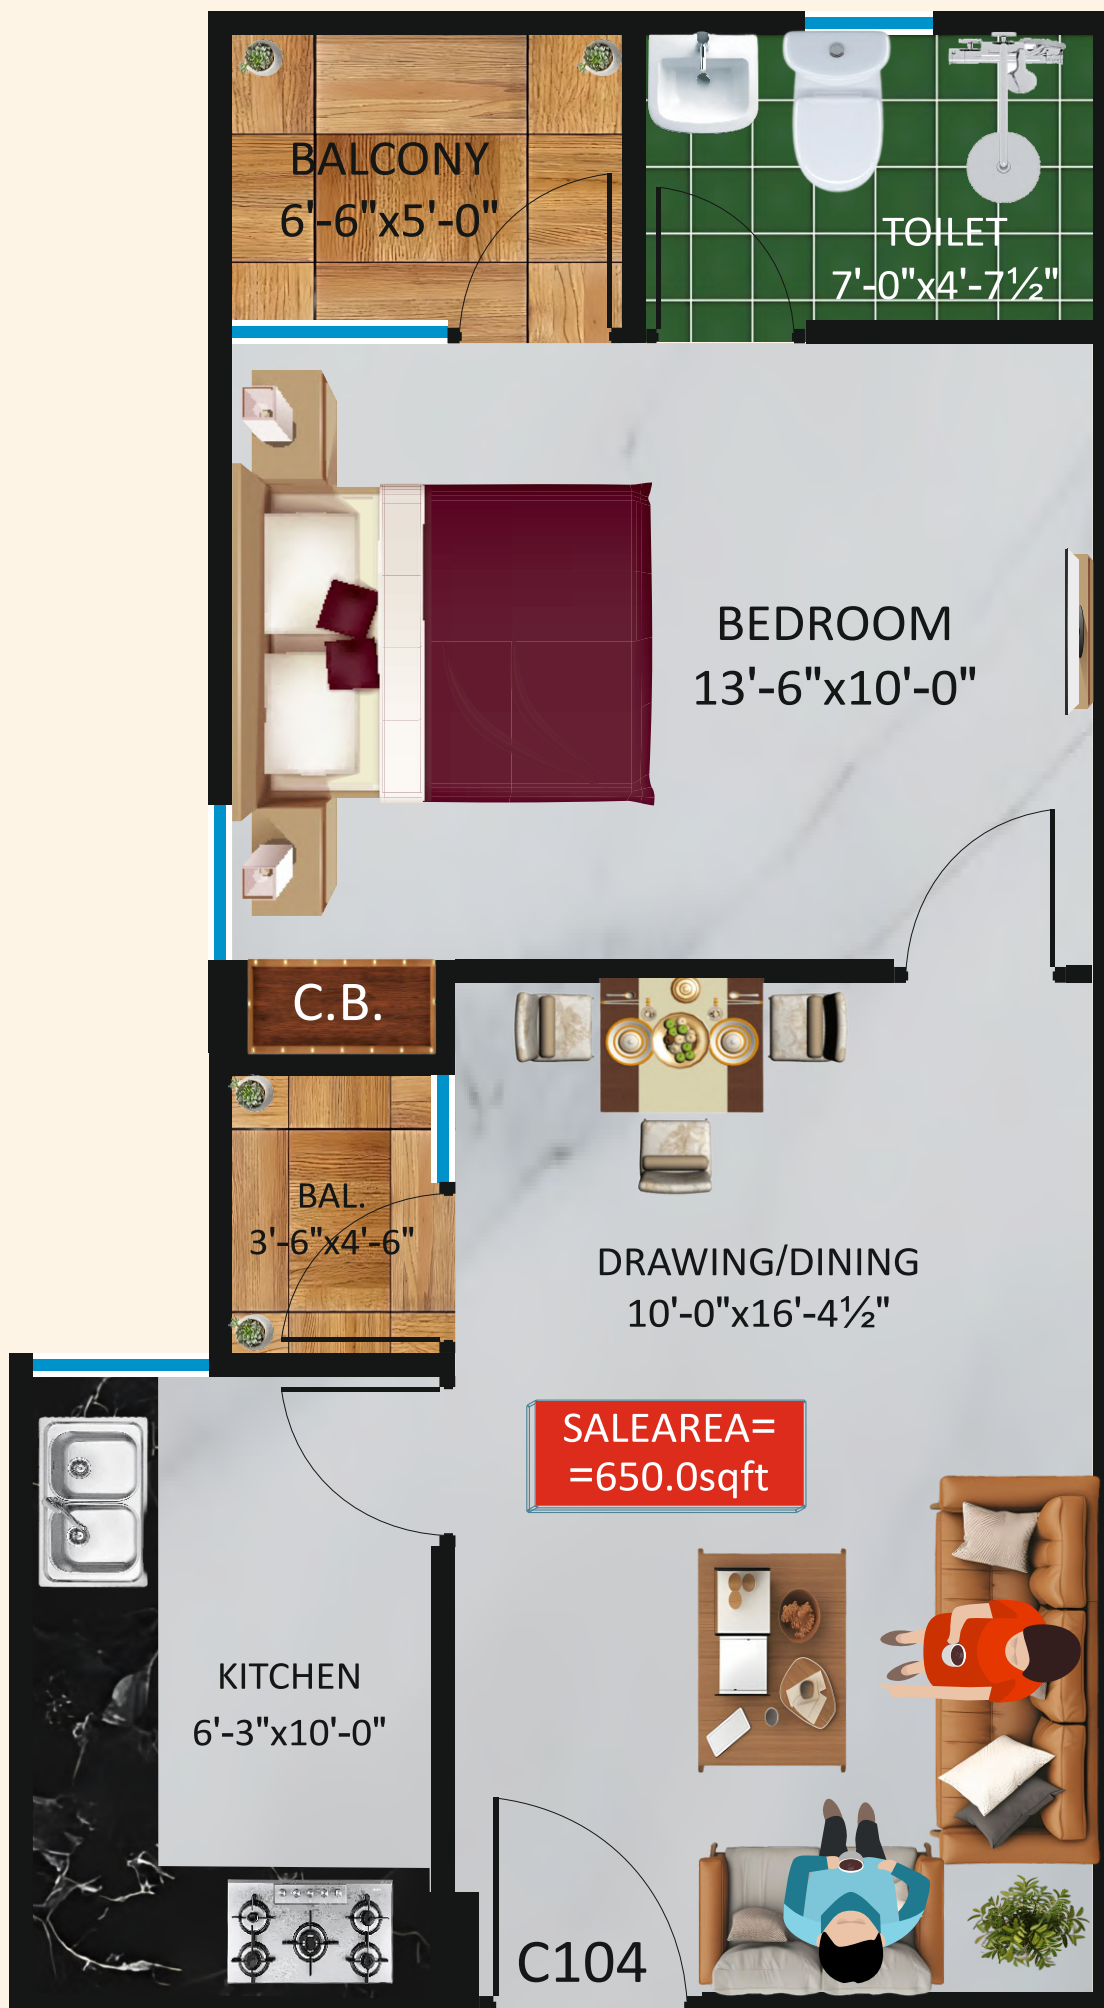 BALCONY
6'-6"x5'-0"
TOILET
7'-0"x4'-7½"
BEDROOM
13'-6"x10'-0"
C.B.
BAL.
3'-6"x4'-6"
DRAWING/DINING
10'-0"x16'-4½"
SALEAREA=
=650.0sqft
KITCHEN
6'-3"x10'-0"
C104